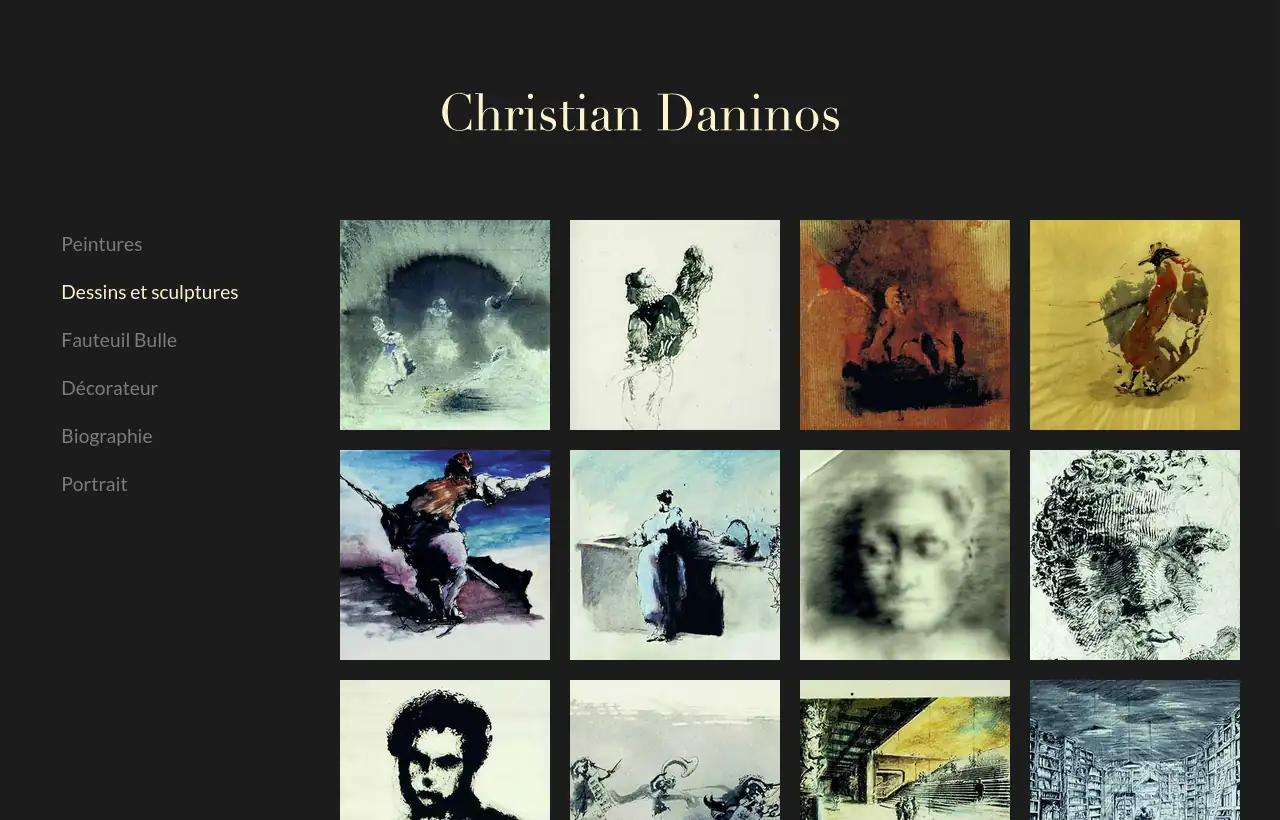 Christian Daninos
Peintures
Dessins et sculptures
Fauteuil Bulle
Décorateur
Biographie
Portrait